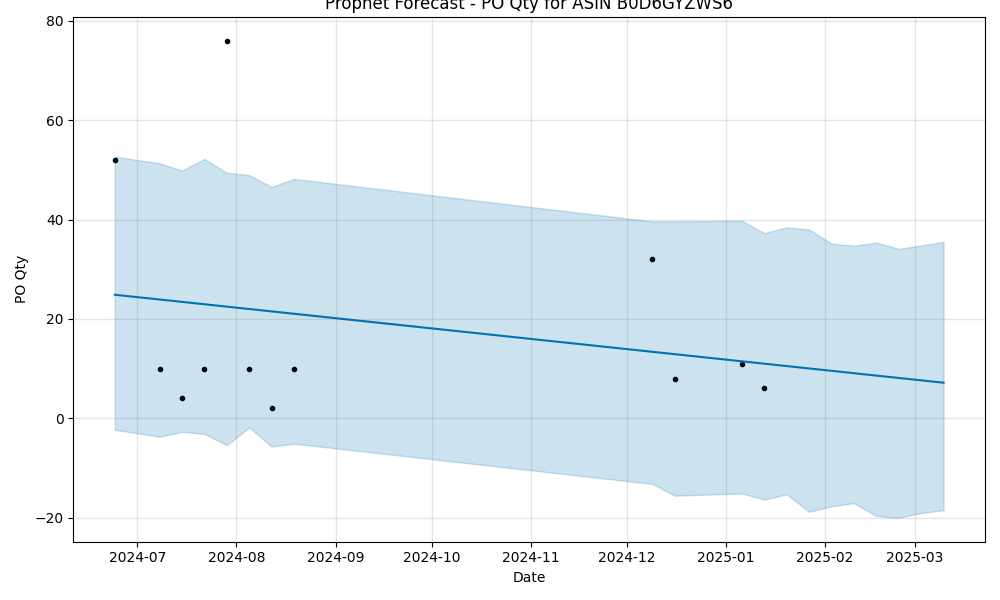 Prophet Forecast - PO Qty for ASIN B0D6GYZWS6
80
60
40
20
0
−20
PO Qty
2024-07 2024-08 2024-09 2024-10 2024-11 2024-12 2025-01 2025-02 2025-03
Date